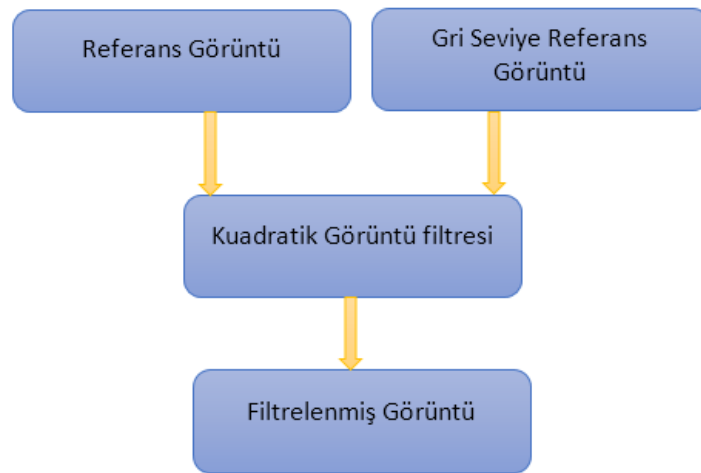 Referans Görüntü
Gri Seviye Referans
Görüntü
Kuadratik Görüntü filtresi
Filtrelenmiş Görüntü